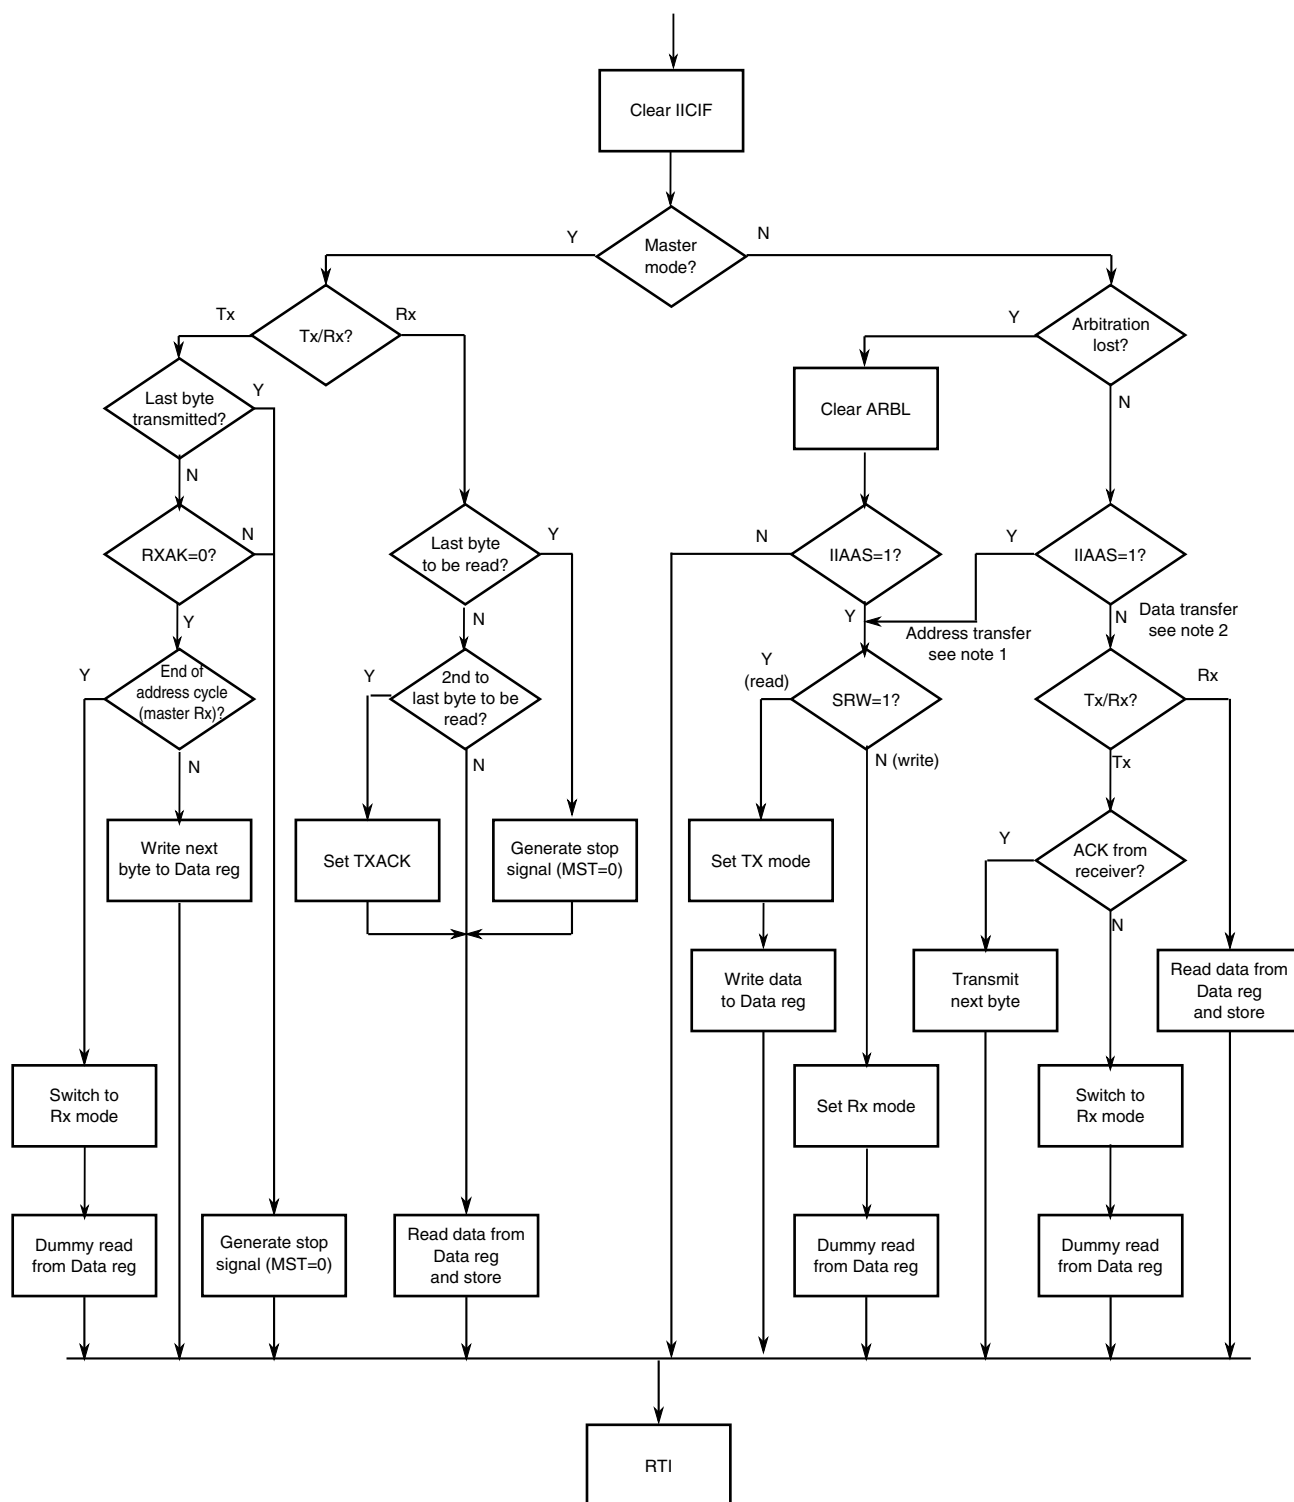 Clear IICIF
Master
mode?
Y
N
Tx/Rx?
Tx
Rx
Arbitration
lost?
Y
N
Last byte
transmitted?
Y
N
Clear ARBL
RXAK=0?
N
Y
Last byte
to be read?
Y
N
IIAAS=1?
N
Y
IIAAS=1?
Y
N
Address transfer
see note 1
Data transfer
see note 2
End of
address cycle
(master Rx)?
Y
N
2nd to
last byte to be
read?
Y
N
SRW=1?
Y
(read)
N (write)
Tx/Rx?
Rx
Tx
Write next
byte to Data reg
Set TXACK
Generate stop
signal (MST=0)
Set TX mode
ACK from
receiver?
Y
N
Write data
to Data reg
Transmit
next byte
Read data from
Data reg
and store
Switch to
Rx mode
Set Rx mode
Switch to
Rx mode
Dummy read
from Data reg
Generate stop
signal (MST=0)
Read data from
Data reg
and store
Dummy read
from Data reg
Dummy read
from Data reg
RTI